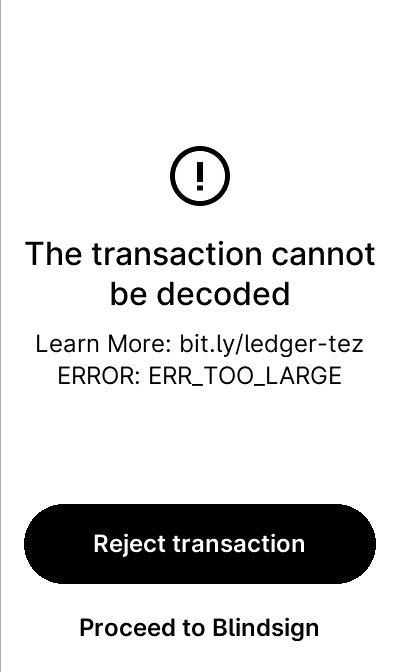 The transaction cannot
be decoded
Learn More: bit.ly/ledger-tez
ERROR: ERR_TOO_LARGE
Reject transaction
Proceed to Blindsign